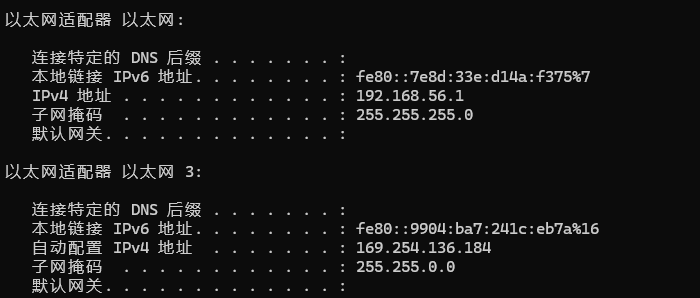 以太网适配器 以太网:
连接特定的 DNS 后缀 . . . . . . . :
本地链接 IPv6 地址. . . . . . . . : fe80::7e8d:33e:d14a:f375%7
IPv4 地址 . . . . . . . . . . . . : 192.168.56.1
子网掩码  . . . . . . . . . . . . : 255.255.255.0
默认网关. . . . . . . . . . . . . :
以太网适配器 以太网 3:
连接特定的 DNS 后缀 . . . . . . . :
本地链接 IPv6 地址. . . . . . . . : fe80::9904:ba7:241c:eb7a%16
自动配置 IPv4 地址  . . . . . . . : 169.254.136.184
子网掩码  . . . . . . . . . . . . : 255.255.0.0
默认网关. . . . . . . . . . . . . :